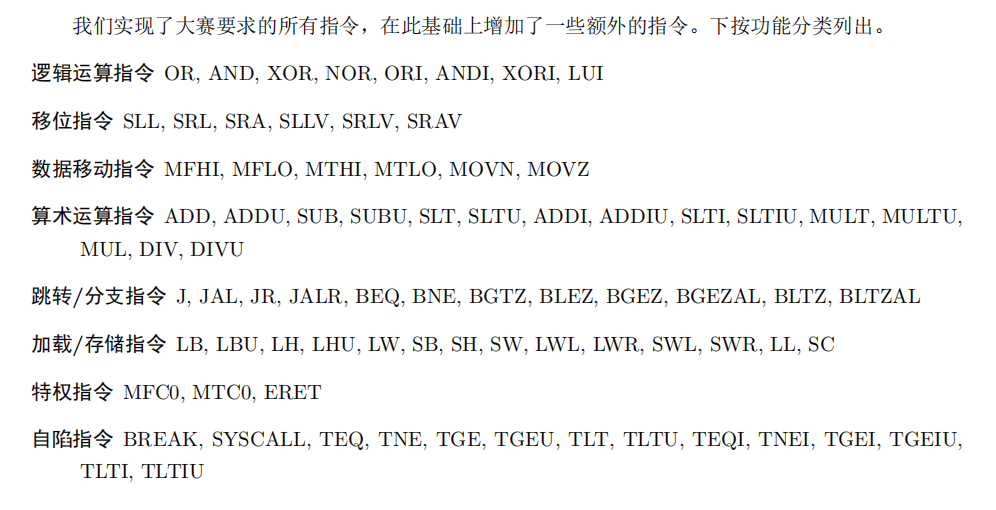 我们实现了大赛要求的所有指令，在此基础上增加了一些额外的指令。下按功能分类列出。
逻辑运算指令 OR, AND, XOR, NOR, ORI, ANDI, XORI, LUI
移位指令 SLL, SRL, SRA, SLLV, SRLV, SRAV
数据移动指令 MFHI, MFLO, MTHI, MTLO, MOVN, MOVZ
算术运算指令 ADD, ADDU, SUB, SUBU, SLT, SLTU, ADDI, ADDIU, SLTI, SLTIU, MULT, MULTU,
MUL, DIV, DIVU
跳转/分支指令 J, JAL, JR, JALR, BEQ, BNE, BGTZ, BLEZ, BGEZ, BGEZAL, BLTZ, BLTZAL
加载/存储指令 LB, LBU, LH, LHU, LW, SB, SH, SW, LWL, LWR, SWL, SWR, LL, SC
特权指令 MFC0, MTC0, ERET
自陷指令 BREAK, SYSCALL, TEQ, TNE, TGE, TGEU, TLT, TLTU, TEQI, TNEI, TGEI, TGEIU,
TLTI, TLTIU